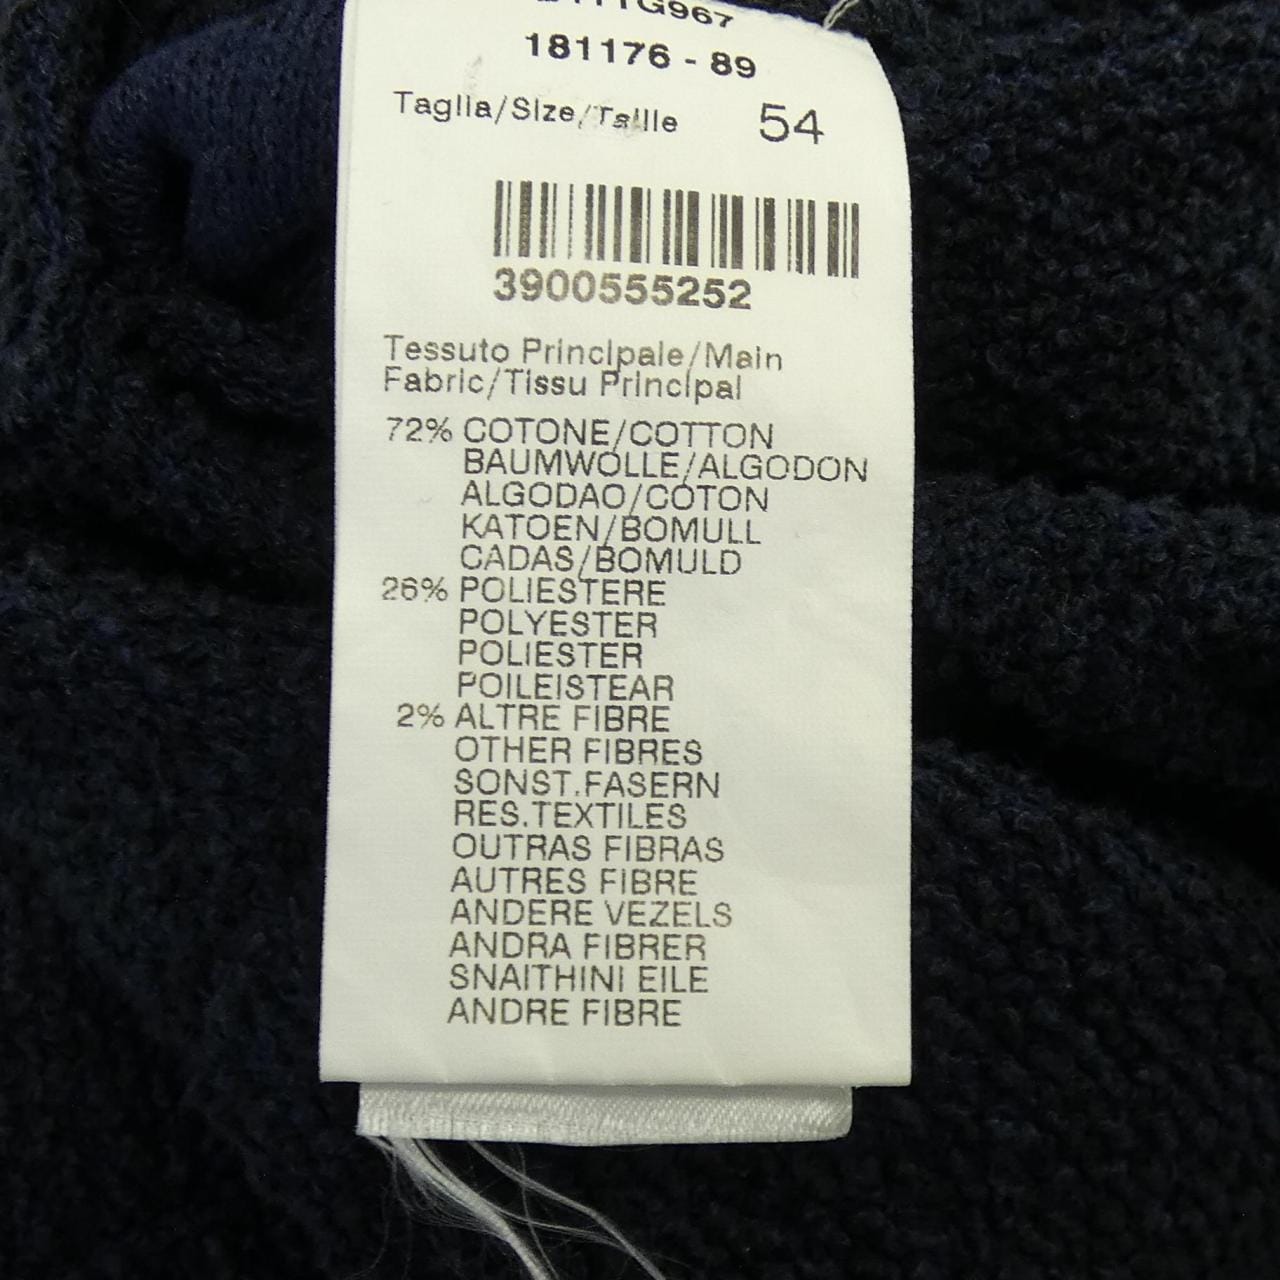 181176 - 89
Taglia/Size/Taille 54
3900555252
Tessuto Principale/Main
Fabric/Tissu Principal
72% COTONE/COTTON
BAUMWOLLE/ALGODON
ALGODAO/COTON
KATOEN/BOMULL
CADAS/BOMULD
26% POLIESTERE
POLYESTER
POLIESTER
POILEISTEAR
2% ALTRE FIBRE
OTHER FIBRES
SONST.FASERN
RES.TEXTILES
OUTRAS FIBRAS
AUTRES FIBRE
ANDERE VEZELS
ANDRA FIBRER
SNAITHINI EILE
ANDRE FIBRE